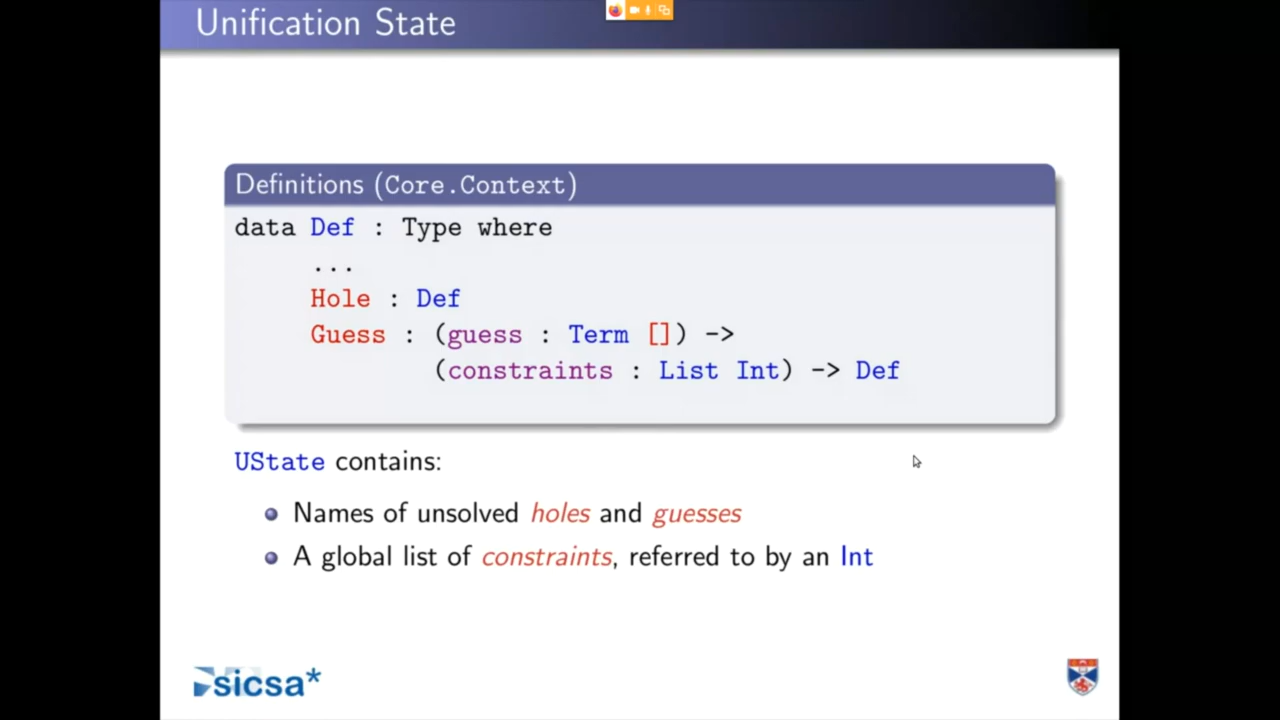 Unification State
Definitions (Core.Context)
data Def : Type where
...
Hole : Def
Guess : (guess : Term []) ->
(constraints : List Int) -> Def
UState contains:
Names of unsolved holes and guesses
A global list of constraints, referred to by an Int
sicsa*